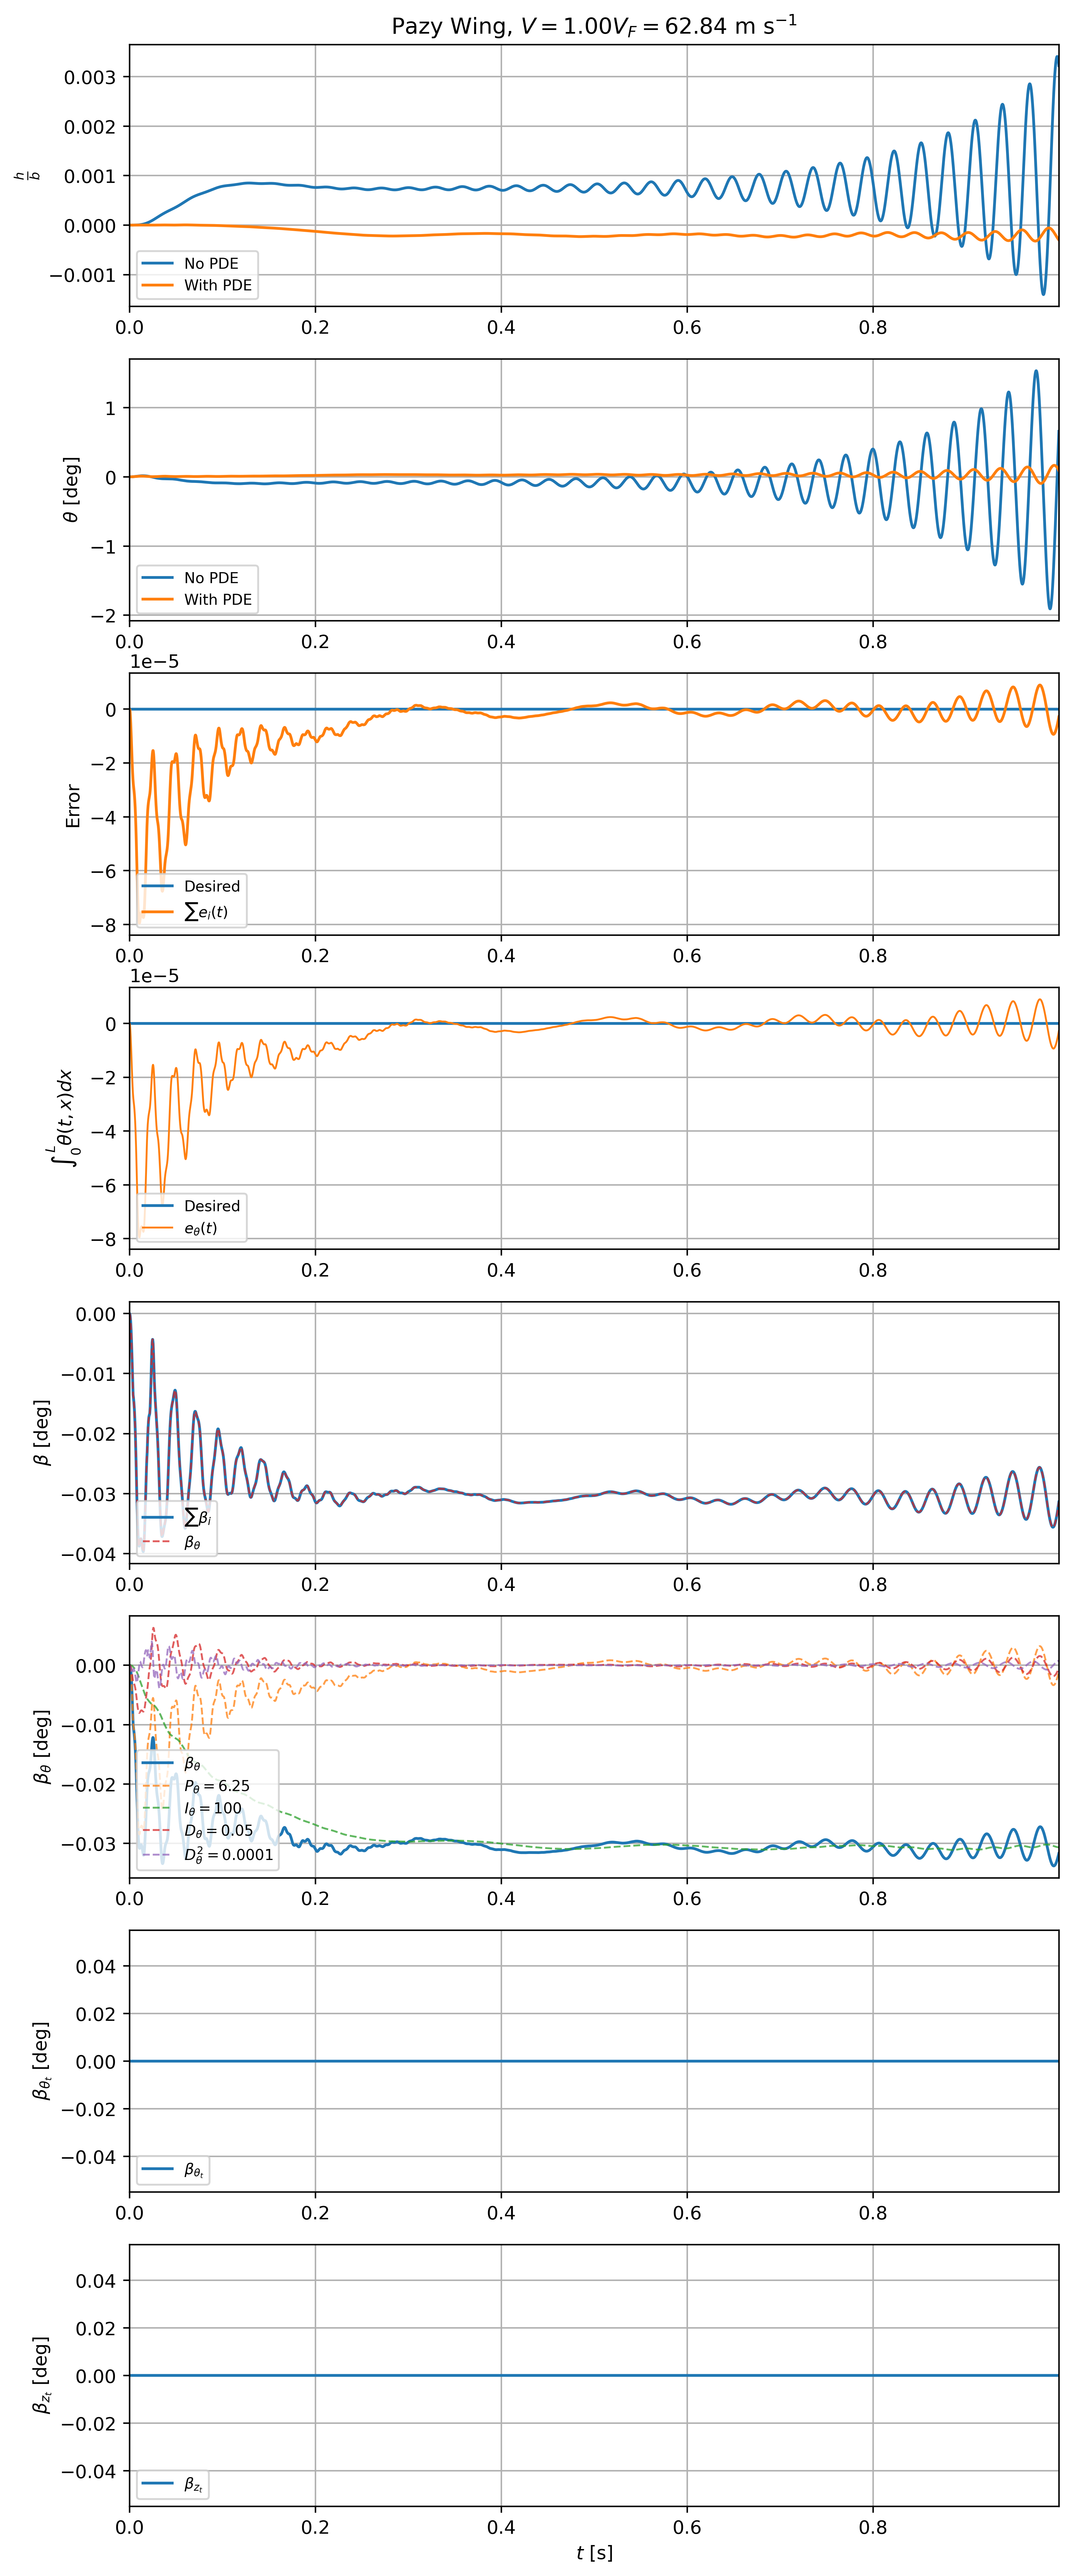 Pazy Wing, V = 1.00V_F = 62.84 m s⁻¹
h/b
0.003
0.002
0.001
0.000
−0.001
No PDE
With PDE
0.0 0.2 0.4 0.6 0.8
θ [deg]
1
0
−1
−2
No PDE
With PDE
0.0 0.2 0.4 0.6 0.8
1e−5
Error
0
−2
−4
−6
−8
Desired
∑e_i(t)
0.0 0.2 0.4 0.6 0.8
1e−5
∫₀ᴸ θ(t, x)dx
0
−2
−4
−6
−8
Desired
e_θ(t)
0.0 0.2 0.4 0.6 0.8
β [deg]
0.00
−0.01
−0.02
−0.03
−0.04
∑β_i
β_θ
0.0 0.2 0.4 0.6 0.8
β_θ [deg]
0.00
−0.01
−0.02
−0.03
β_θ
P_θ = 6.25
I_θ = 100
D_θ = 0.05
D²_θ = 0.0001
0.0 0.2 0.4 0.6 0.8
β_θₜ [deg]
0.04
0.02
0.00
−0.02
−0.04
β_θₜ
0.0 0.2 0.4 0.6 0.8
β_zₜ [deg]
0.04
0.02
0.00
−0.02
−0.04
β_zₜ
0.0 0.2 0.4 0.6 0.8
t [s]